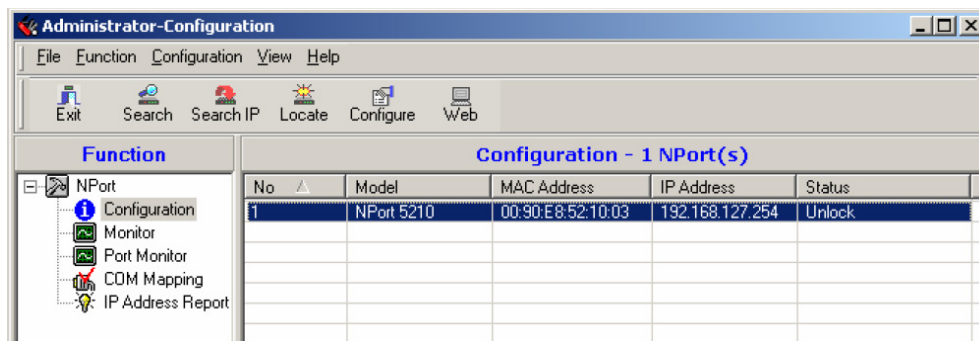 Administrator-Configuration
File Function Configuration View Help
Exit Search Search IP Locate Configure Web
Function
Configuration - 1 NPort(s)
NPort
Configuration
Monitor
Port Monitor
COM Mapping
IP Address Report
No Model MAC Address IP Address Status
1 NPort 5210 00:90:E8:52:10:03 192.168.127.254 Unlock